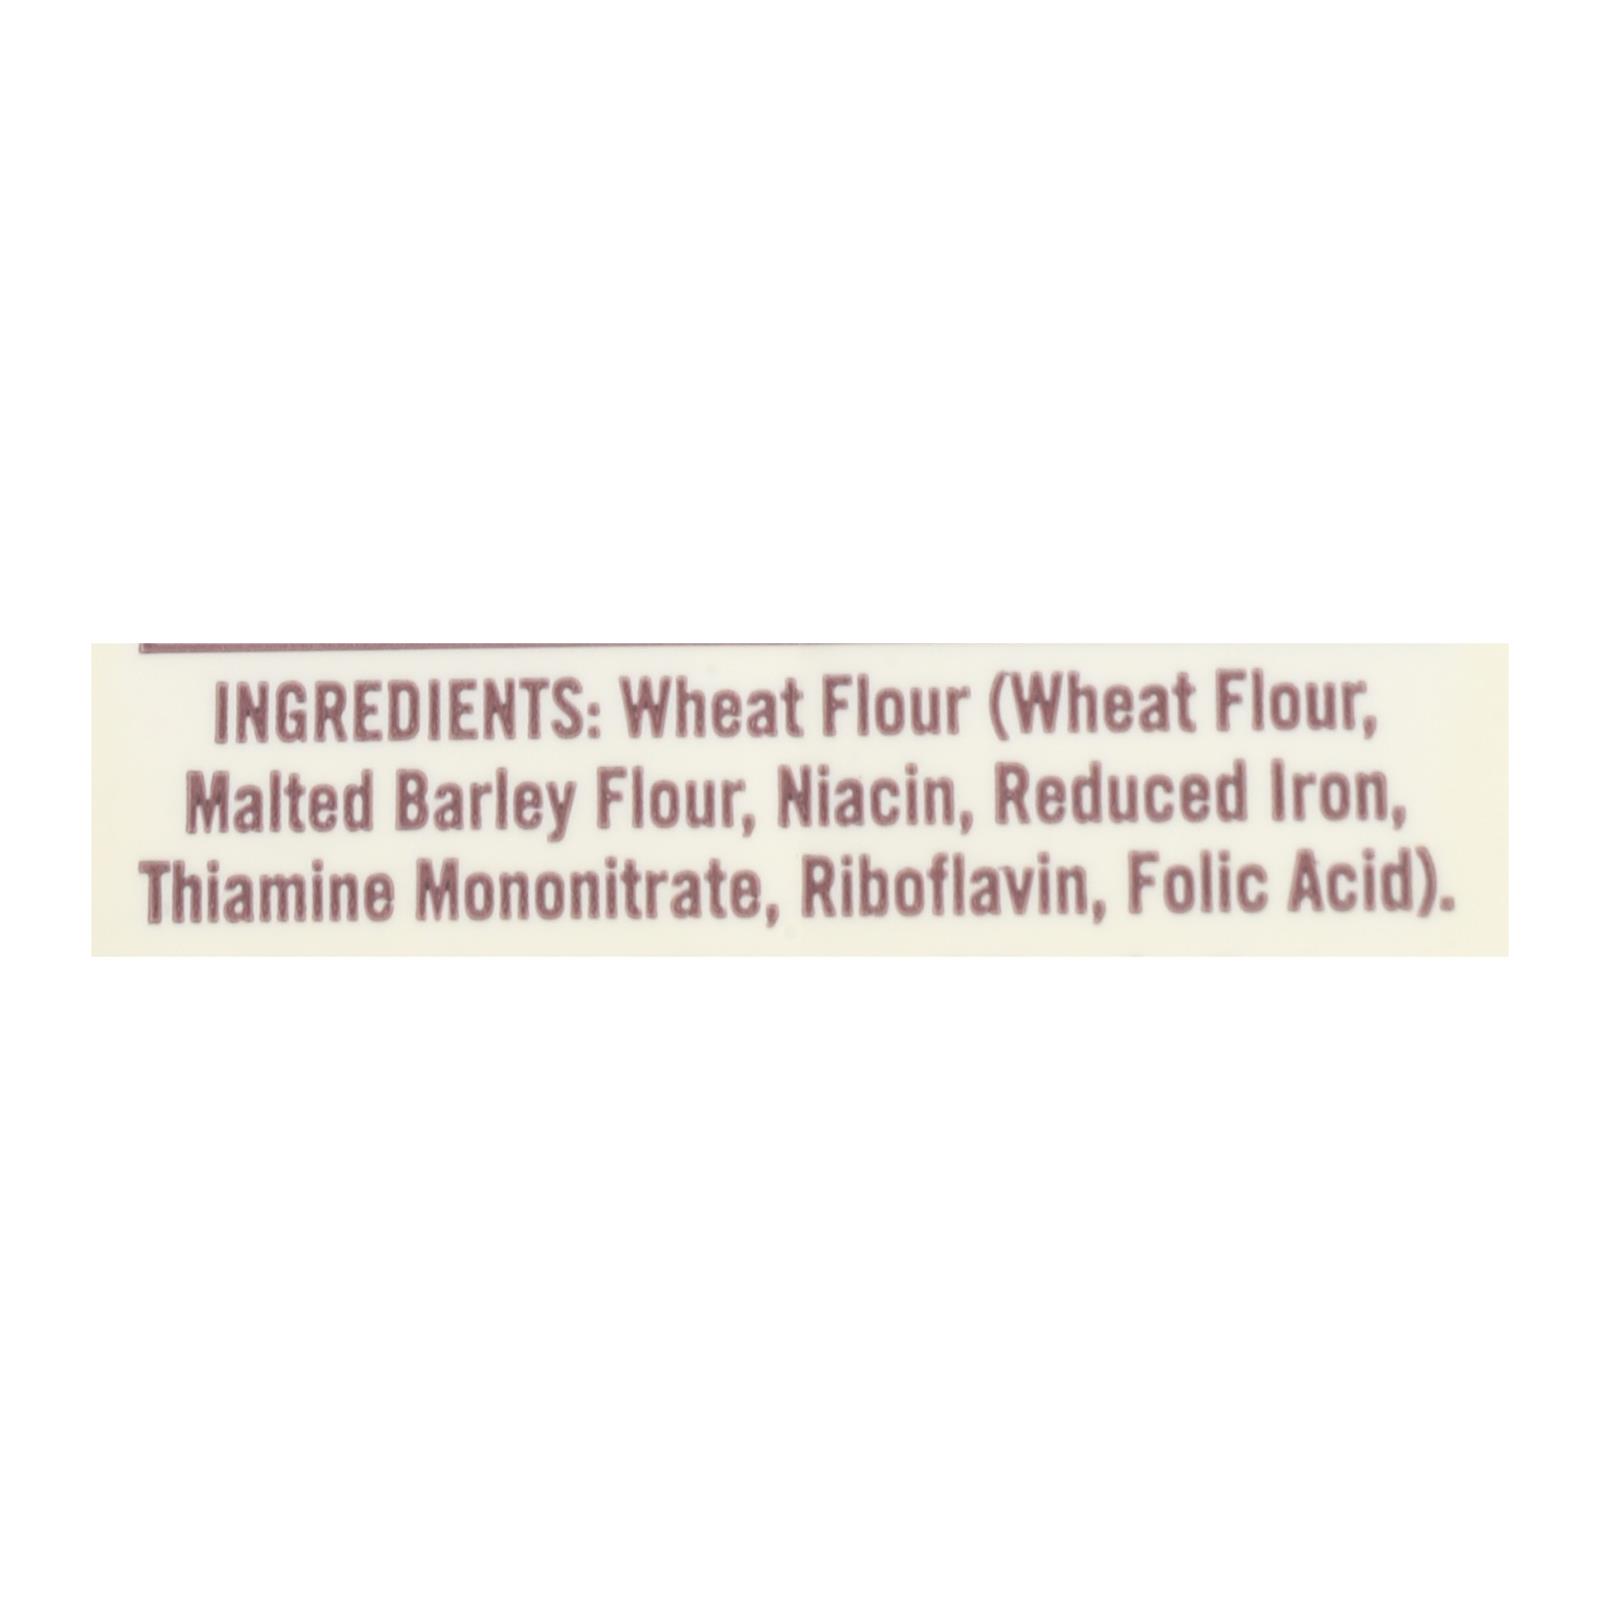 INGREDIENTS: Wheat Flour (Wheat Flour,
Malted Barley Flour, Niacin, Reduced Iron,
Thiamine Mononitrate, Riboflavin, Folic Acid).